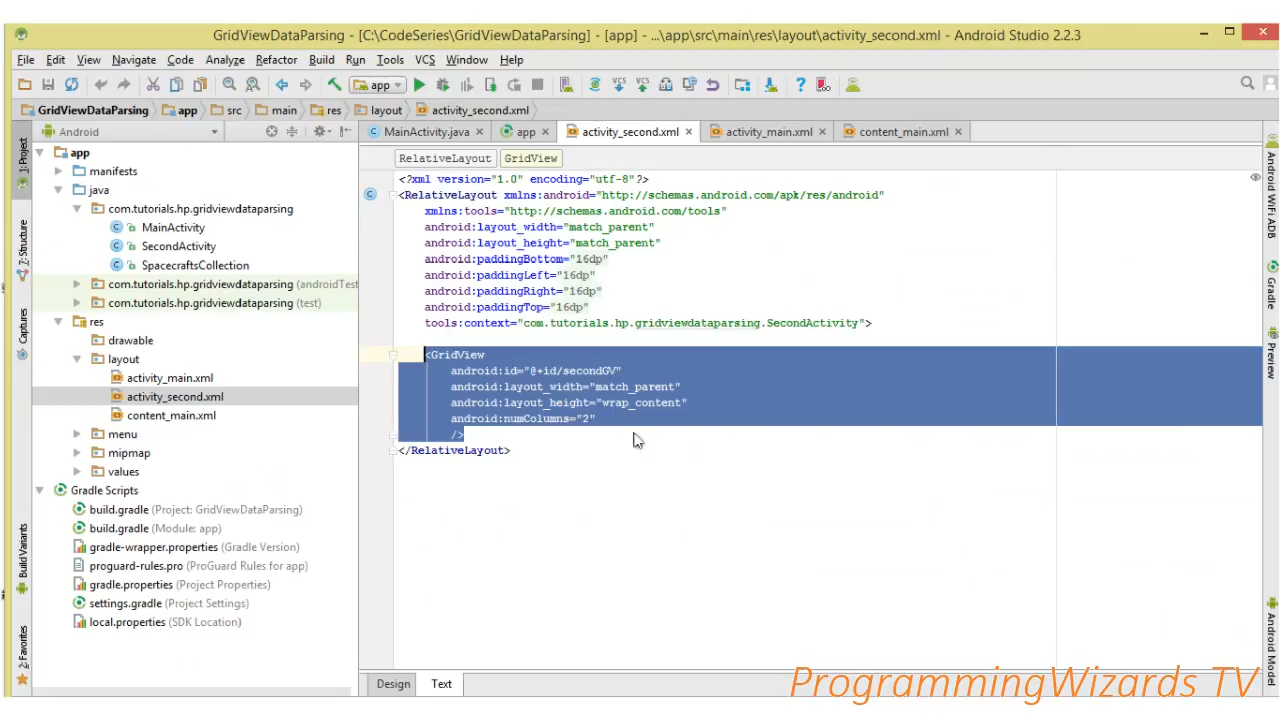 GridViewDataParsing - [C:\CodeSeries\GridViewDataParsing] - [app] - ...\app\src\main\res\layout\activity_second.xml - Android Studio 2.2.3
File Edit View Navigate Code Analyze Refactor Build Run Tools VCS Window Help
app
GridViewDataParsing app src main res layout activity_second.xml
Android
MainActivity.java app activity_second.xml activity_main.xml content_main.xml
1: Project
Z: Structure
Captures
Build Variants
2: Favorites
app
manifests
java
com.tutorials.hp.gridviewdataparsing
MainActivity
SecondActivity
SpacecraftsCollection
com.tutorials.hp.gridviewdataparsing (androidTest
com.tutorials.hp.gridviewdataparsing (test)
res
drawable
layout
activity_main.xml
activity_second.xml
content_main.xml
menu
mipmap
values
Gradle Scripts
build.gradle (Project: GridViewDataParsing)
build.gradle (Module: app)
gradle-wrapper.properties (Gradle Version)
proguard-rules.pro (ProGuard Rules for app)
gradle.properties (Project Properties)
settings.gradle (Project Settings)
local.properties (SDK Location)
RelativeLayout GridView
<?xml version="1.0" encoding="utf-8"?>
<RelativeLayout xmlns:android="http://schemas.android.com/apk/res/android"
xmlns:tools="http://schemas.android.com/tools"
android:layout_width="match_parent"
android:layout_height="match_parent"
android:paddingBottom="16dp"
android:paddingLeft="16dp"
android:paddingRight="16dp"
android:paddingTop="16dp"
tools:context="com.tutorials.hp.gridviewdataparsing.SecondActivity">
<GridView
android:id="@+id/secondGV"
android:layout_width="match_parent"
android:layout_height="wrap_content"
android:numColumns="2"
/>
</RelativeLayout>
Design Text
Android WiFi ADB
Gradle
Preview
Android Model
ProgrammingWizards TV